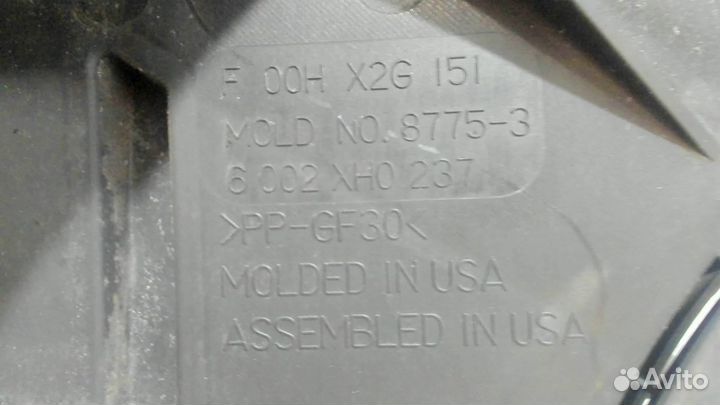 F 00H X2G 151
MOLD NO. 8775-3
6 002 XH0 237
>PP-GF30<
MOLDED IN USA
ASSEMBLED IN USA
Avito